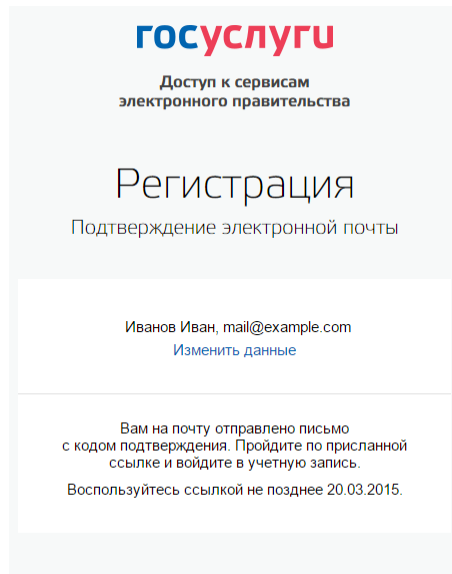 госуслуги
Доступ к сервисам
электронного правительства
Регистрация
Подтверждение электронной почты
Иванов Иван, mail@example.com
Изменить данные
Вам на почту отправлено письмо
с кодом подтверждения. Пройдите по присланной
ссылке и войдите в учетную запись.
Воспользуйтесь ссылкой не позднее 20.03.2015.